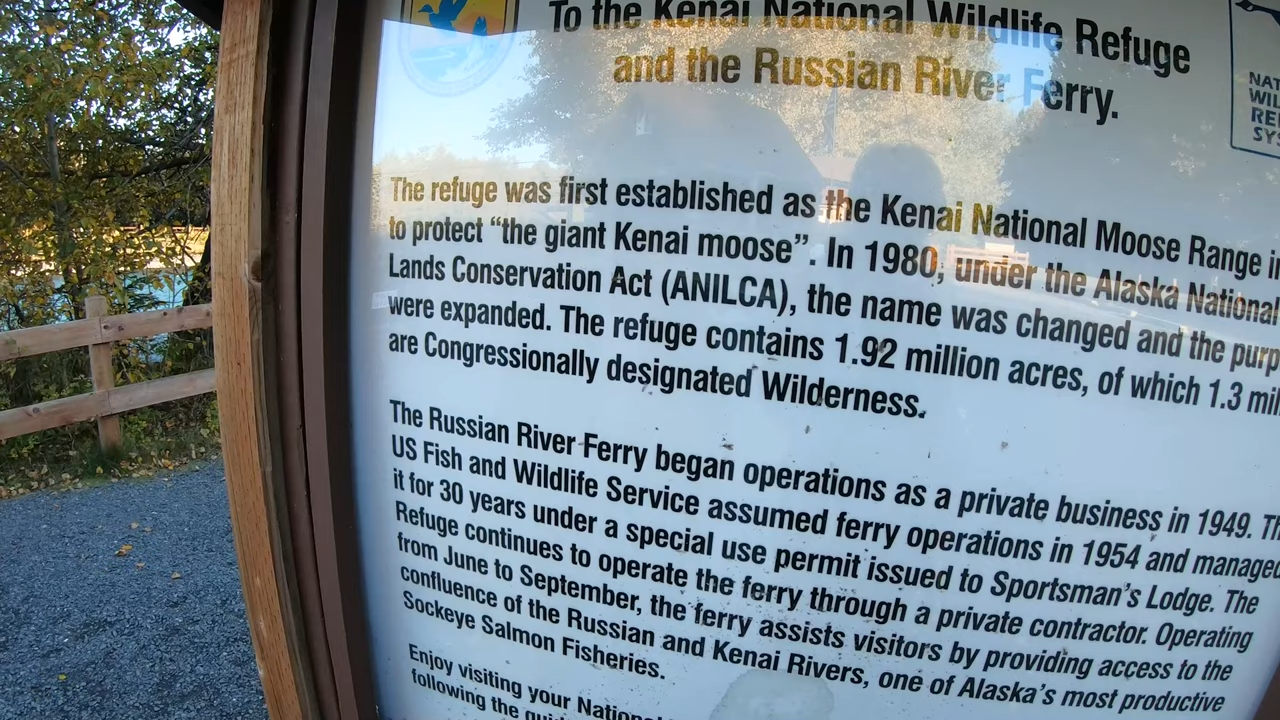 To the Kenai National Wildlife Refuge
and the Russian River Ferry.
NAT
WIL
RE
SYS
The refuge was first established as the Kenai National Moose Range
to protect “the giant Kenai moose”. In 1980, under the Alaska National
Lands Conservation Act (ANILCA), the name was changed and the purp
were expanded. The refuge contains 1.92 million acres, of which 1.3 mil
are Congressionally designated Wilderness.
The Russian River Ferry began operations as a private business in 1949. Th
US Fish and Wildlife Service assumed ferry operations in 1954 and managed
it for 30 years under a special use permit issued to Sportsman’s Lodge. The
Refuge continues to operate the ferry through a private contractor. Operating
from June to September, the ferry assists visitors by providing access to the
confluence of the Russian and Kenai Rivers, one of Alaska’s most productive
Sockeye Salmon Fisheries.
Enjoy visiting your National
following the